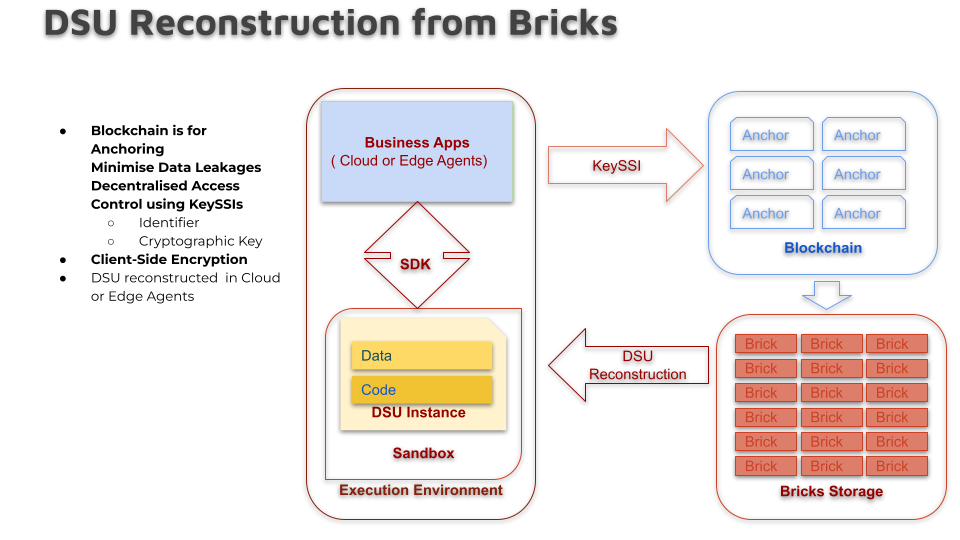 DSU Reconstruction from Bricks
● Blockchain is for
Anchoring
Minimise Data Leakages
Decentralised Access
Control using KeySSIs
○ Identifier
○ Cryptographic Key
● Client-Side Encryption
● DSU reconstructed in Cloud
or Edge Agents
Business Apps
( Cloud or Edge Agents)
SDK
Data
Code
DSU Instance
Sandbox
Execution Environment
KeySSI
Anchor Anchor
Anchor Anchor
Anchor Anchor
Blockchain
DSU
Reconstruction
Brick Brick Brick
Brick Brick Brick
Brick Brick Brick
Brick Brick Brick
Brick Brick Brick
Brick Brick Brick
Bricks Storage